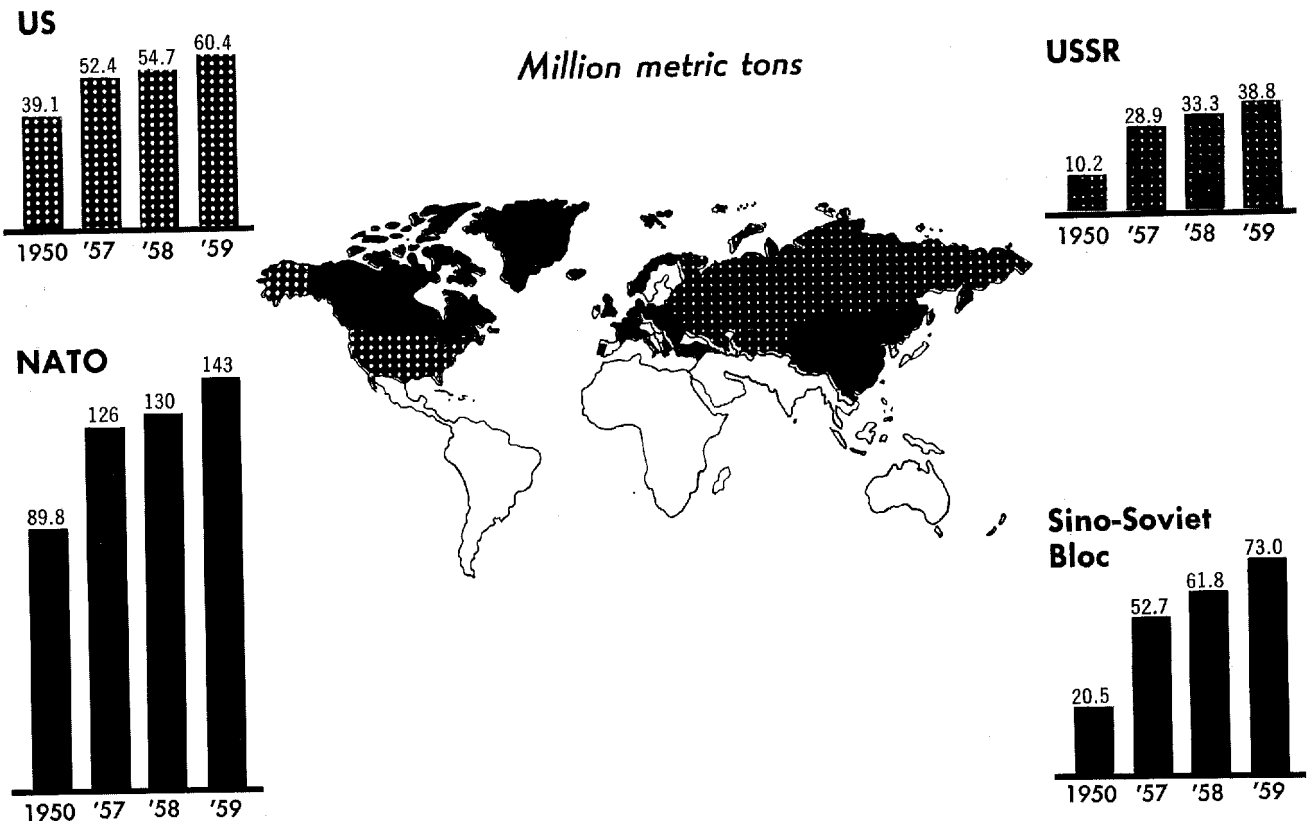 US
39.1
52.4
54.7
60.4
1950 '57 '58 '59
Million metric tons
USSR
10.2
28.9
33.3
38.8
1950 '57 '58 '59
NATO
89.8
126
130
143
1950 '57 '58 '59
Sino-Soviet
Bloc
20.5
52.7
61.8
73.0
1950 '57 '58 '59